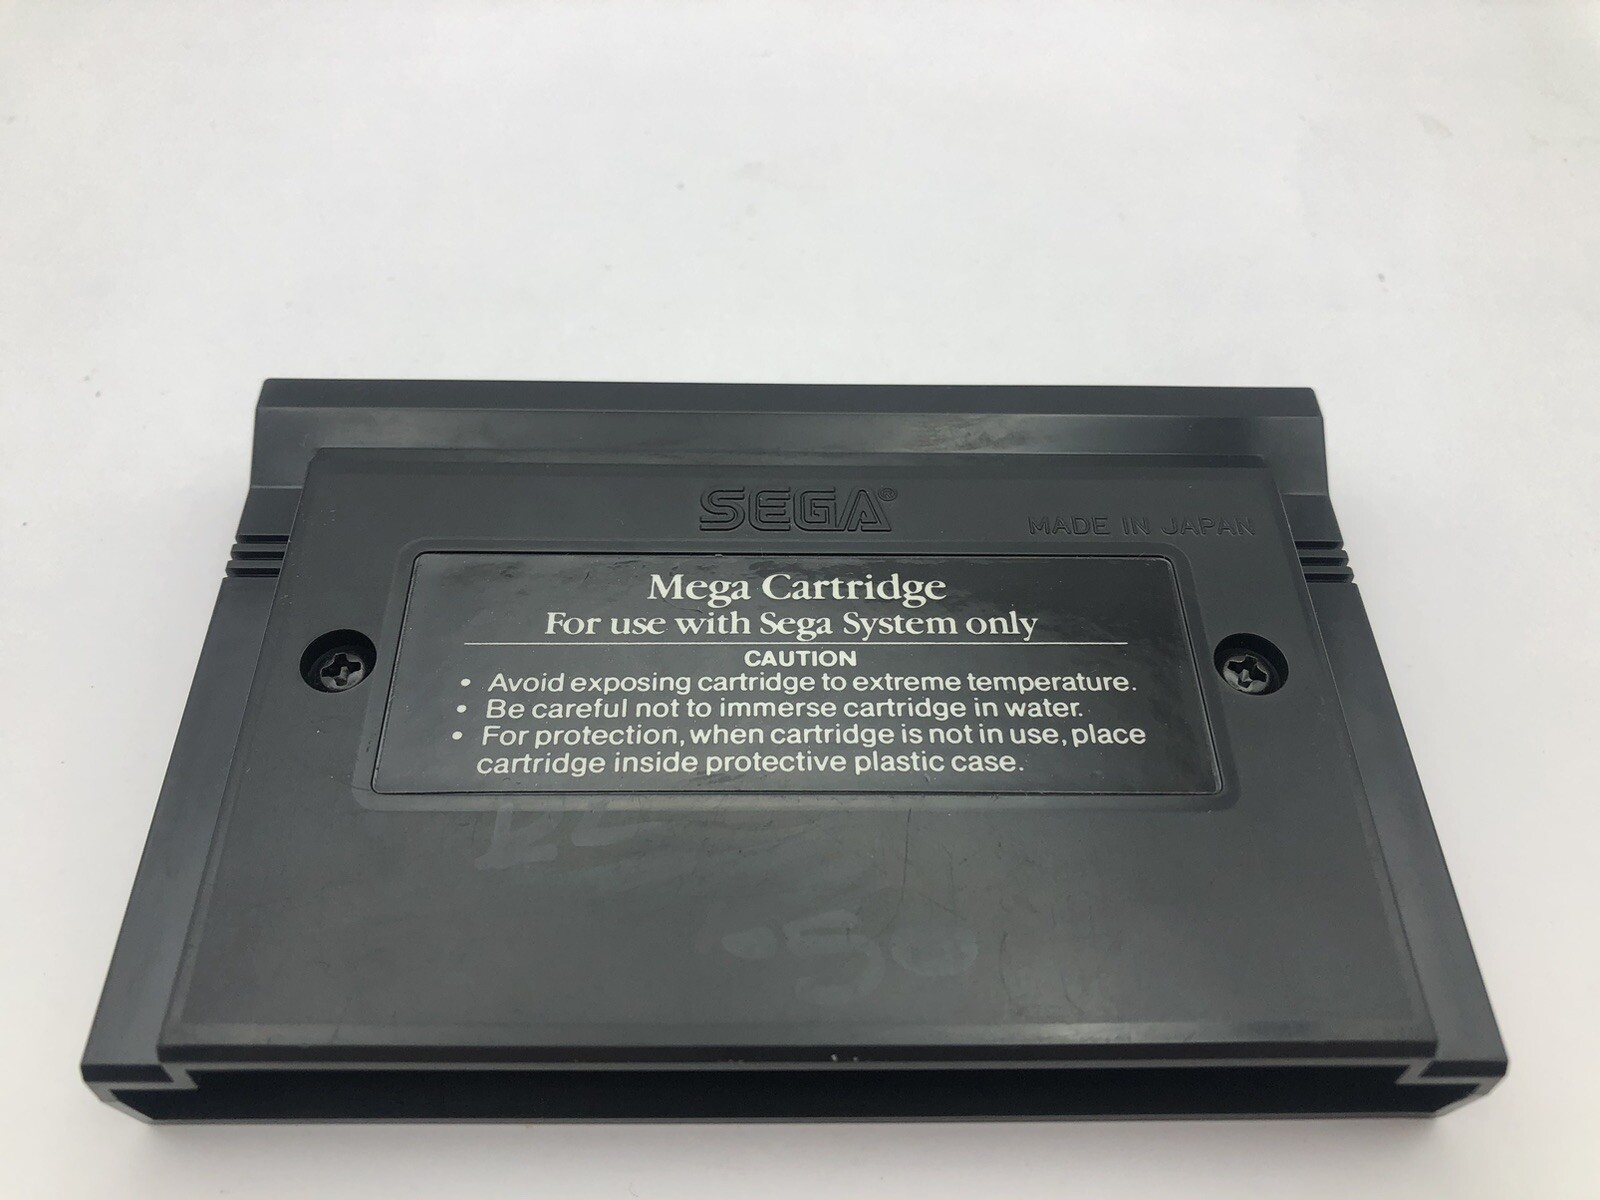 SEGA®
MADE IN JAPAN
Mega Cartridge
For use with Sega System only
CAUTION
• Avoid exposing cartridge to extreme temperature.
• Be careful not to immerse cartridge in water.
• For protection, when cartridge is not in use, place
cartridge inside protective plastic case.